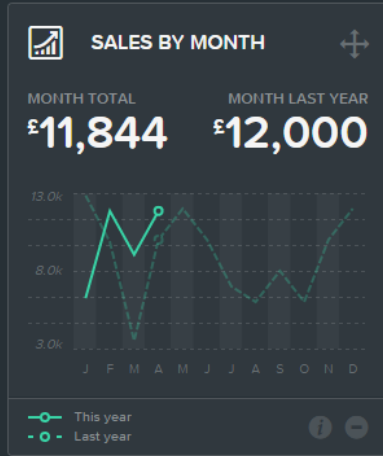 SALES BY MONTH
MONTH TOTAL MONTH LAST YEAR
£11,844 £12,000
13.0k
8.0k
3.0k
J F M A M J J A S O N D
This year
Last year
i